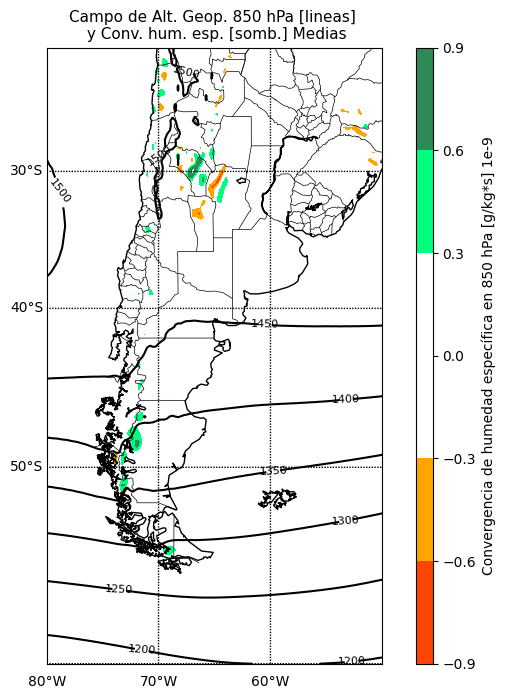 Campo de Alt. Geop. 850 hPa [lineas]
y Conv. hum. esp. [somb.] Medias
1500
1500
30°S
40°S
1450
1400
50°S
1350
1300
1250
1200
1200
80°W
70°W
60°W
0.9
0.6
0.3
0.0
−0.3
−0.6
−0.9
Convergencia de humedad específica en 850 hPa [g/kg*s] 1e-9